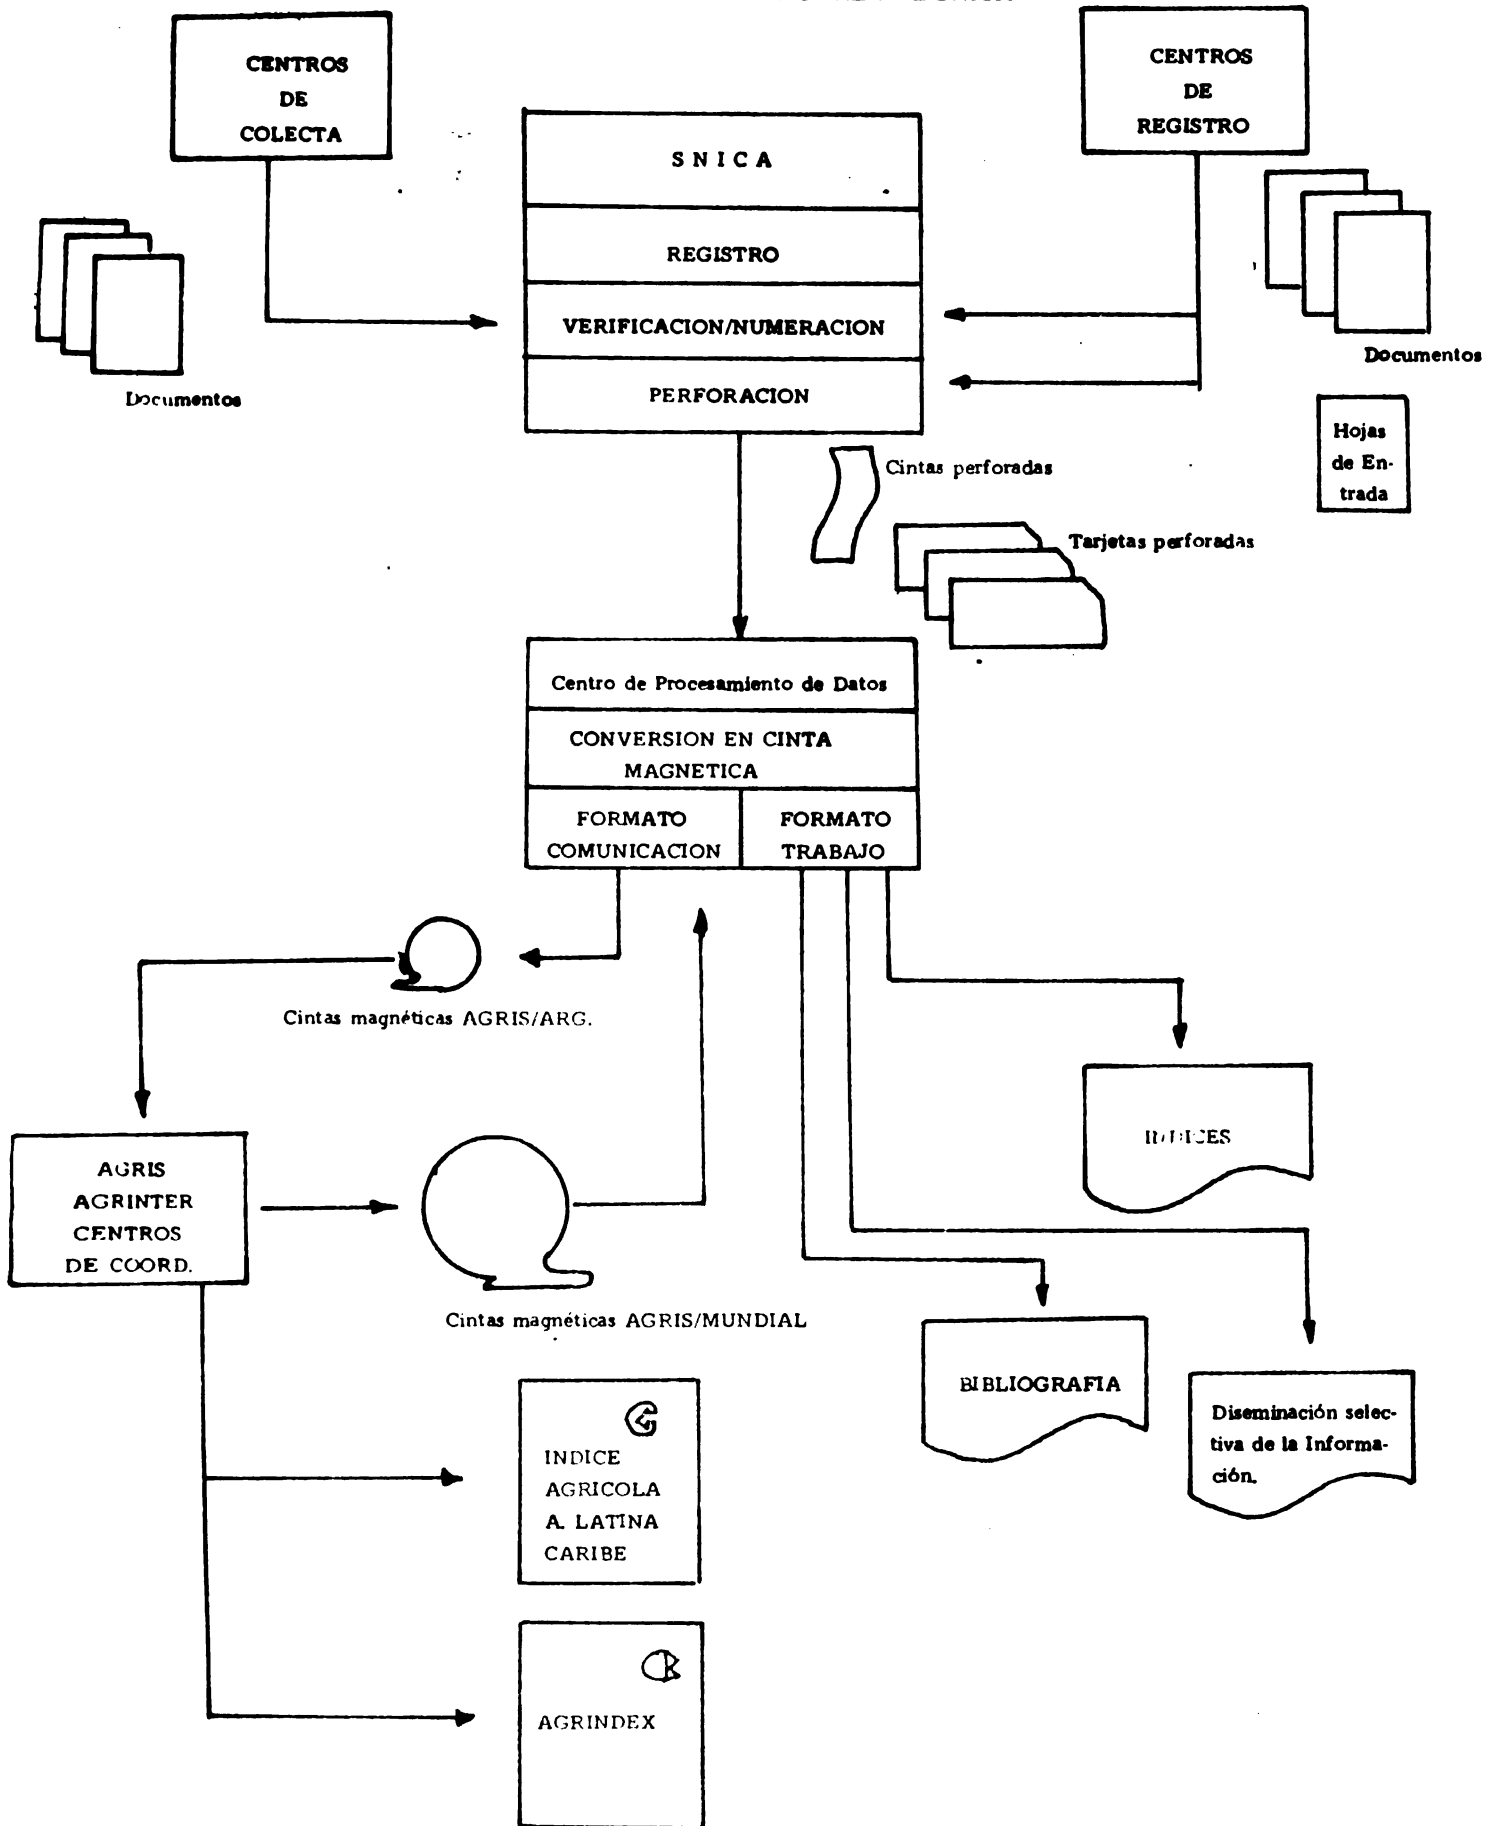 CENTROS
DE
COLECTA
CENTROS
DE
REGISTRO
S N I C A
REGISTRO
VERIFICACION/NUMERACION
PERFORACION
Documentos
Documentos
Hojas
de En-
trada
Cintas perforadas
Tarjetas perforadas
Centro de Procesamiento de Datos
CONVERSION EN CINTA
MAGNETICA
FORMATO
COMUNICACION
FORMATO
TRABAJO
Cintas magnéticas AGRIS/ARG.
AGRIS
AGRINTER
CENTROS
DE COORD.
Cintas magnéticas AGRIS/MUNDIAL
INDICES
BIBLIOGRAFIA
Diseminación selec-
tiva de la Informa-
ción.
INDICE
AGRICOLA
A. LATINA
CARIBE
AGRINDEX